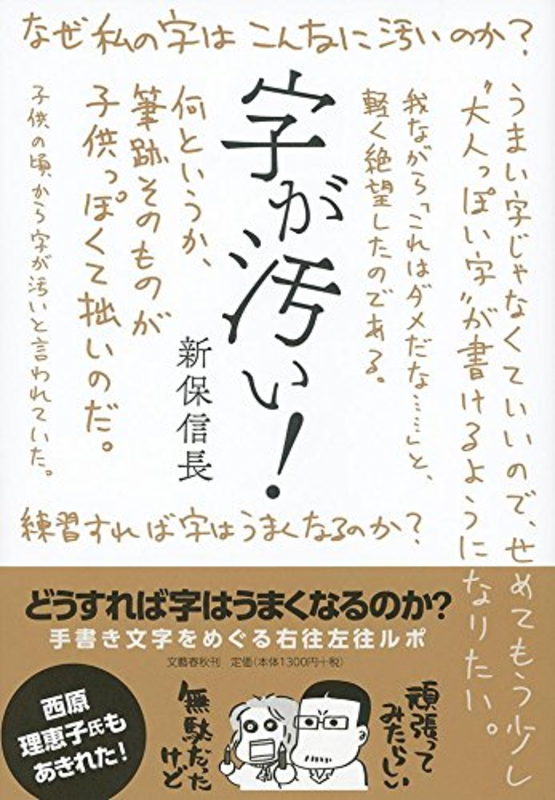 なぜ私の字はこんなに汚いのか？
うまい字じゃなくていいので、せめてもう少し
“大人っぽい字”が書けるようになりたい。
我ながら「これはダメだな……」と、
軽く絶望したのである。
字が汚い！
新保信長
何というか、
筆跡そのものが
子供っぽくて拙いのだ。
子供の頃から字が汚いと言われていた。
練習すれば字はうまくなるのか？
どうすれば字はうまくなるのか？
手書き文字をめぐる右往左往ルポ
文藝春秋刊 定価（本体1300円＋税）
西原
理恵子氏も
あきれた！
頑張って
みたらしい
無駄だった
けど